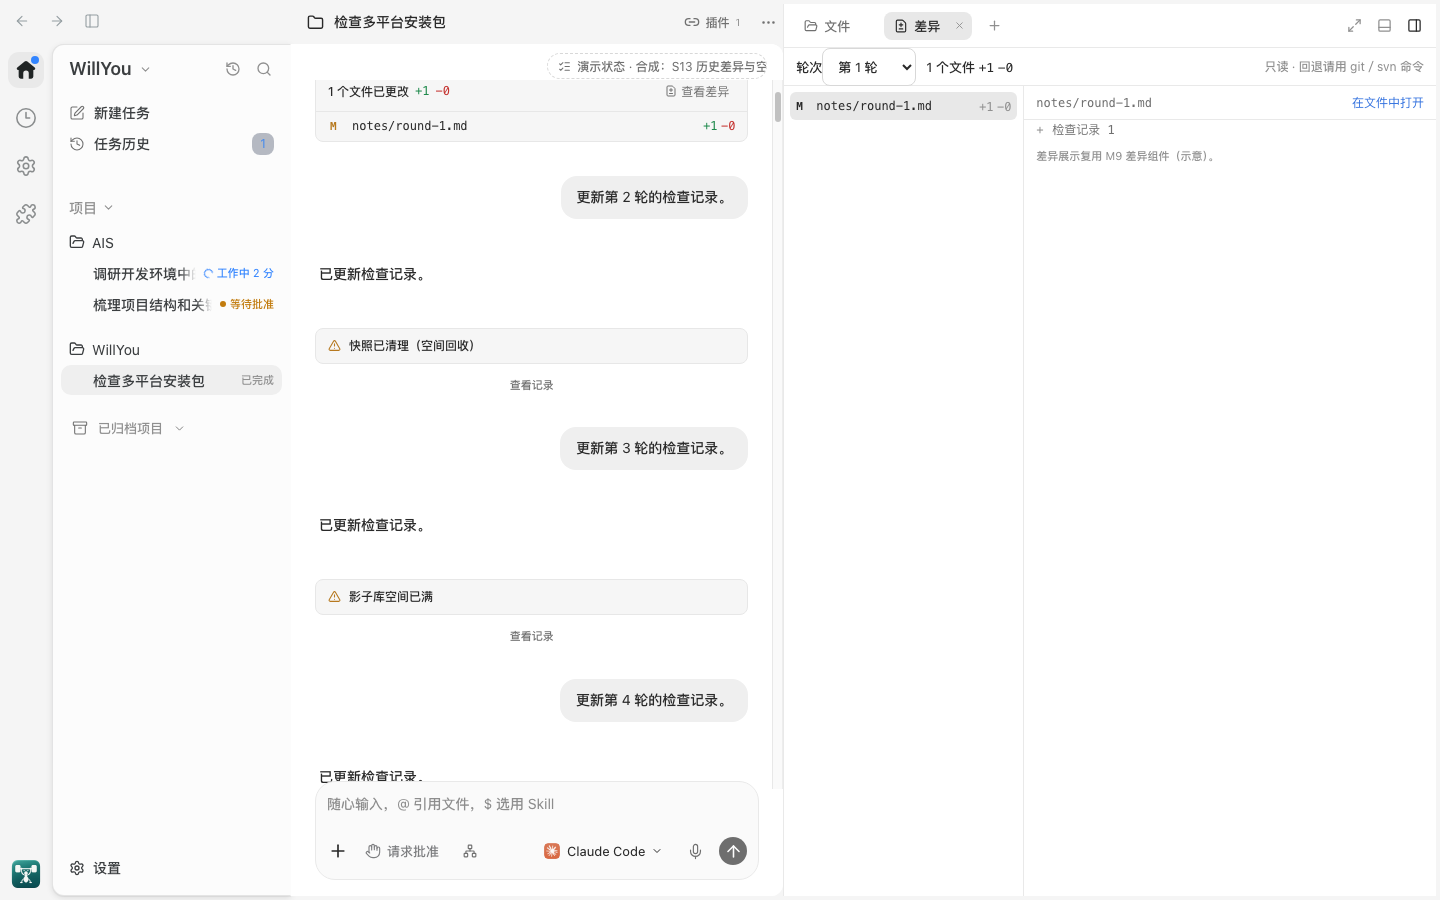 WillYou
新建任务
任务历史 1
项目
AIS
调研开发环境中 工作中 2 分
梳理项目结构和关 等待批准
WillYou
检查多平台安装包 已完成
已归档项目
设置
检查多平台安装包 插件 1
演示状态 · 合成：S13 历史差异与空
1 个文件已更改 +1 -0 查看差异
M notes/round-1.md +1 -0
更新第 2 轮的检查记录。
已更新检查记录。
快照已清理（空间回收）
查看记录
更新第 3 轮的检查记录。
已更新检查记录。
影子库空间已满
查看记录
更新第 4 轮的检查记录。
已更新检查记录。
随心输入，@ 引用文件，$ 选用 Skill
请求批准 Claude Code
文件 差异
轮次 第 1 轮 1 个文件 +1 -0 只读 · 回退请用 git / svn 命令
M notes/round-1.md +1 -0
notes/round-1.md 在文件中打开
+ 检查记录 1
差异展示复用 M9 差异组件（示意）。